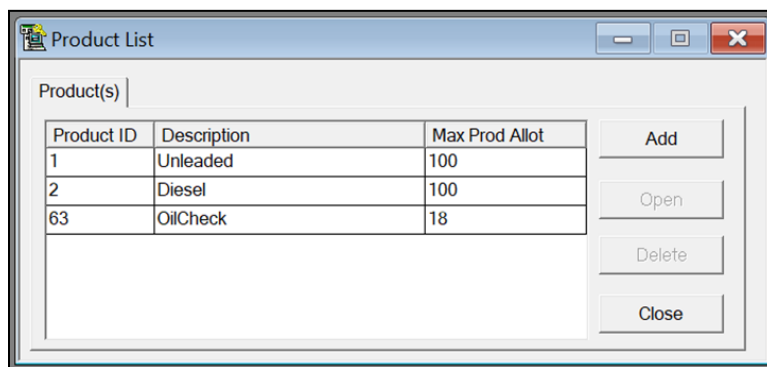 Product List
Product(s)
Product ID Description Max Prod Allot
1 Unleaded 100
2 Diesel 100
63 OilCheck 18
Add
Open
Delete
Close